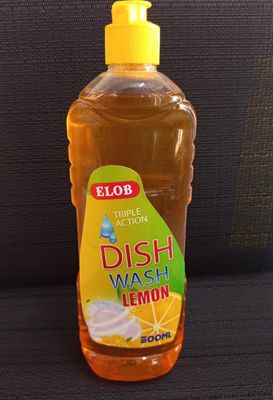 ELOB
TRIPLE
ACTION
DISH
WASH
LEMON
500ML